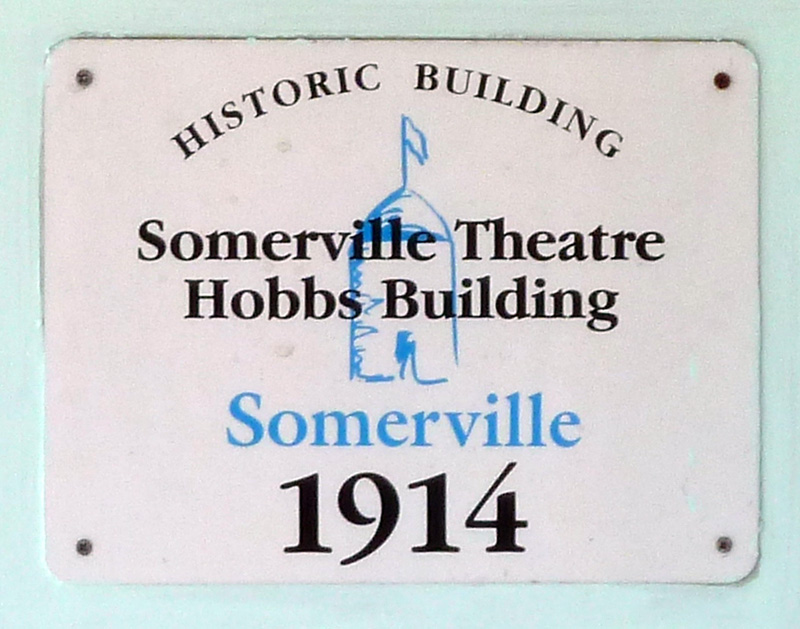 HISTORIC BUILDING
Somerville Theatre
Hobbs Building
Somerville
1914